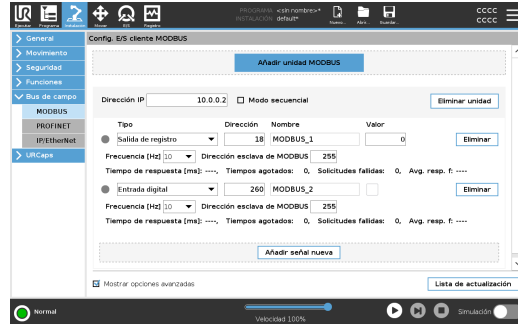 PROGRAMA <sin nombre>*
INSTALACIÓN default*
CCCC
CCCC
Ejecutar Programa Instalación Mover E/S Registro Nuevo... Abrir... Guardar...
General
Movimiento
Seguridad
Funciones
Bus de campo
MODBUS
PROFINET
IP/EtherNet
URCaps
Config. E/S cliente MODBUS
Añadir unidad MODBUS
Dirección IP 10.0.0.2 Modo secuencial Eliminar unidad
Tipo Dirección Nombre Valor
Salida de registro 18 MODBUS_1 0 Eliminar
Frecuencia [Hz] 10 Dirección esclava de MODBUS 255
Tiempo de respuesta [ms]: ----, Tiempos agotados: 0, Solicitudes fallidas: 0, Avg. resp. f: ----
Entrada digital 260 MODBUS_2 Eliminar
Frecuencia [Hz] 10 Dirección esclava de MODBUS 255
Tiempo de respuesta [ms]: ----, Tiempos agotados: 0, Solicitudes fallidas: 0, Avg. resp. f: ----
Añadir señal nueva
Mostrar opciones avanzadas Lista de actualización
Normal
Velocidad 100%
Simulación